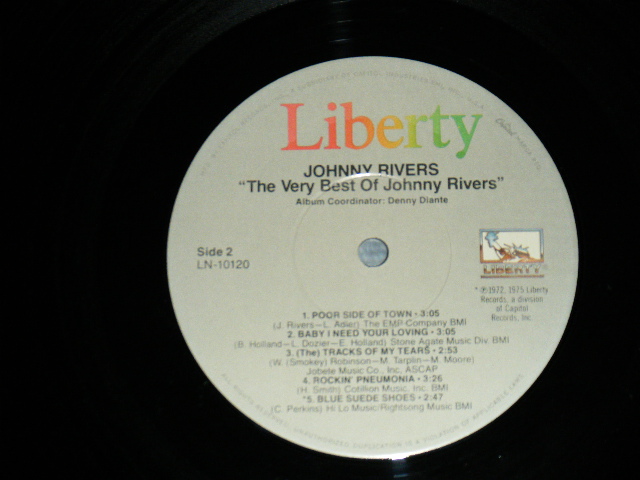 Liberty
JOHNNY RIVERS
"The Very Best Of Johnny Rivers"
Album Coordinator: Denny Diante
Side 2
LN-10120
LIBERTY
* ℗1972, 1975 Liberty
Records, a division
of Capitol
Records, Inc.
1. POOR SIDE OF TOWN • 3:05
(J. Rivers—L. Adler) The EMP Company BMI
2. BABY I NEED YOUR LOVING • 3:05
(B. Holland—L. Dozier—E. Holland) Stone Agate Music Div. BMI
3. (The) TRACKS OF MY TEARS • 2:53
(W. (Smokey) Robinson—M. Tarplin—M. Moore)
Jobete Music Co., Inc. ASCAP
4. ROCKIN' PNEUMONIA • 3:26
(H. Smith) Cotillion Music, Inc. BMI
*5. BLUE SUEDE SHOES • 2:47
(C. Perkins) Hi Lo Music/Rightsong Music BMI